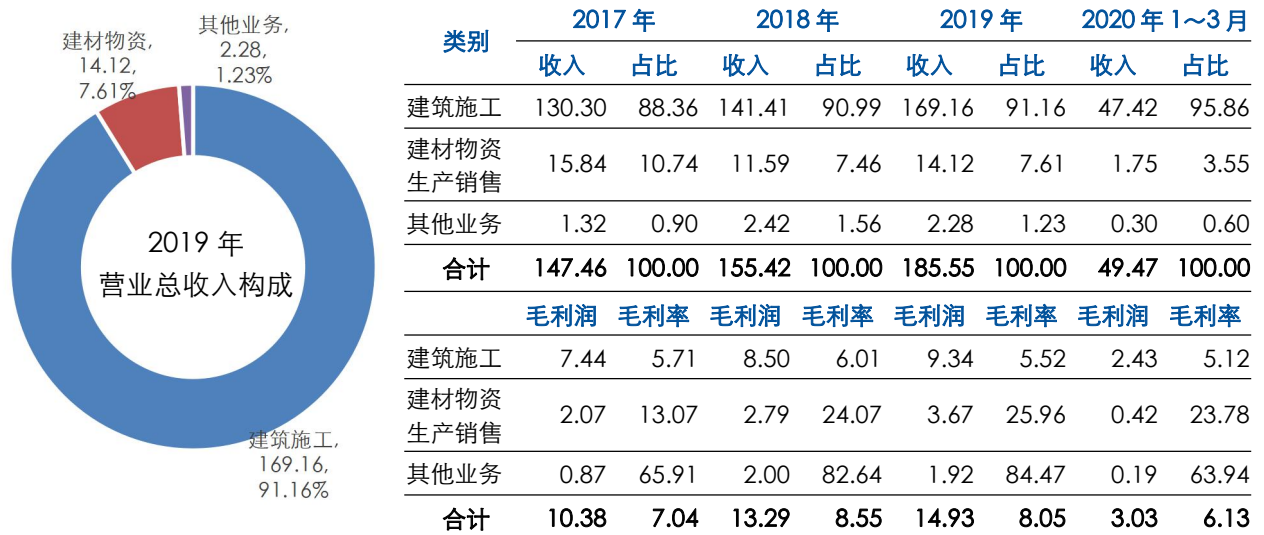 其他业务,
2.28,
1.23%
建材物资,
14.12,
7.61%
2019 年
营业总收入构成
建筑施工,
169.16,
91.16%
类别 2017 年 2018 年 2019 年 2020 年 1～3 月
收入 占比 收入 占比 收入 占比 收入 占比
建筑施工 130.30 88.36 141.41 90.99 169.16 91.16 47.42 95.86
建材物资
生产销售 15.84 10.74 11.59 7.46 14.12 7.61 1.75 3.55
其他业务 1.32 0.90 2.42 1.56 2.28 1.23 0.30 0.60
合计 147.46 100.00 155.42 100.00 185.55 100.00 49.47 100.00
毛利润 毛利率 毛利润 毛利率 毛利润 毛利率 毛利润 毛利率
建筑施工 7.44 5.71 8.50 6.01 9.34 5.52 2.43 5.12
建材物资
生产销售 2.07 13.07 2.79 24.07 3.67 25.96 0.42 23.78
其他业务 0.87 65.91 2.00 82.64 1.92 84.47 0.19 63.94
合计 10.38 7.04 13.29 8.55 14.93 8.05 3.03 6.13